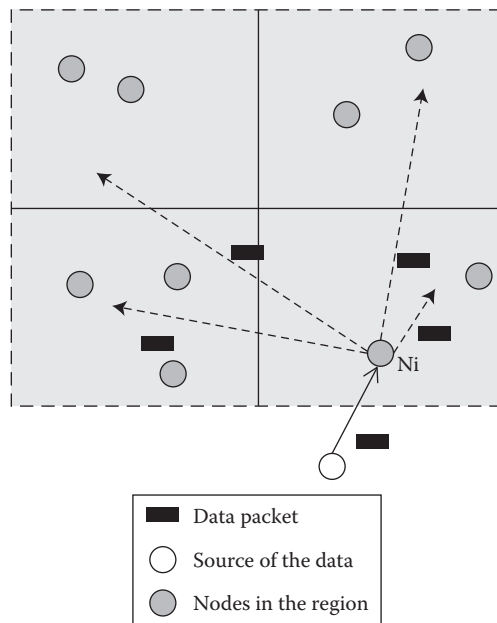 Ni
Data packet
Source of the data
Nodes in the region